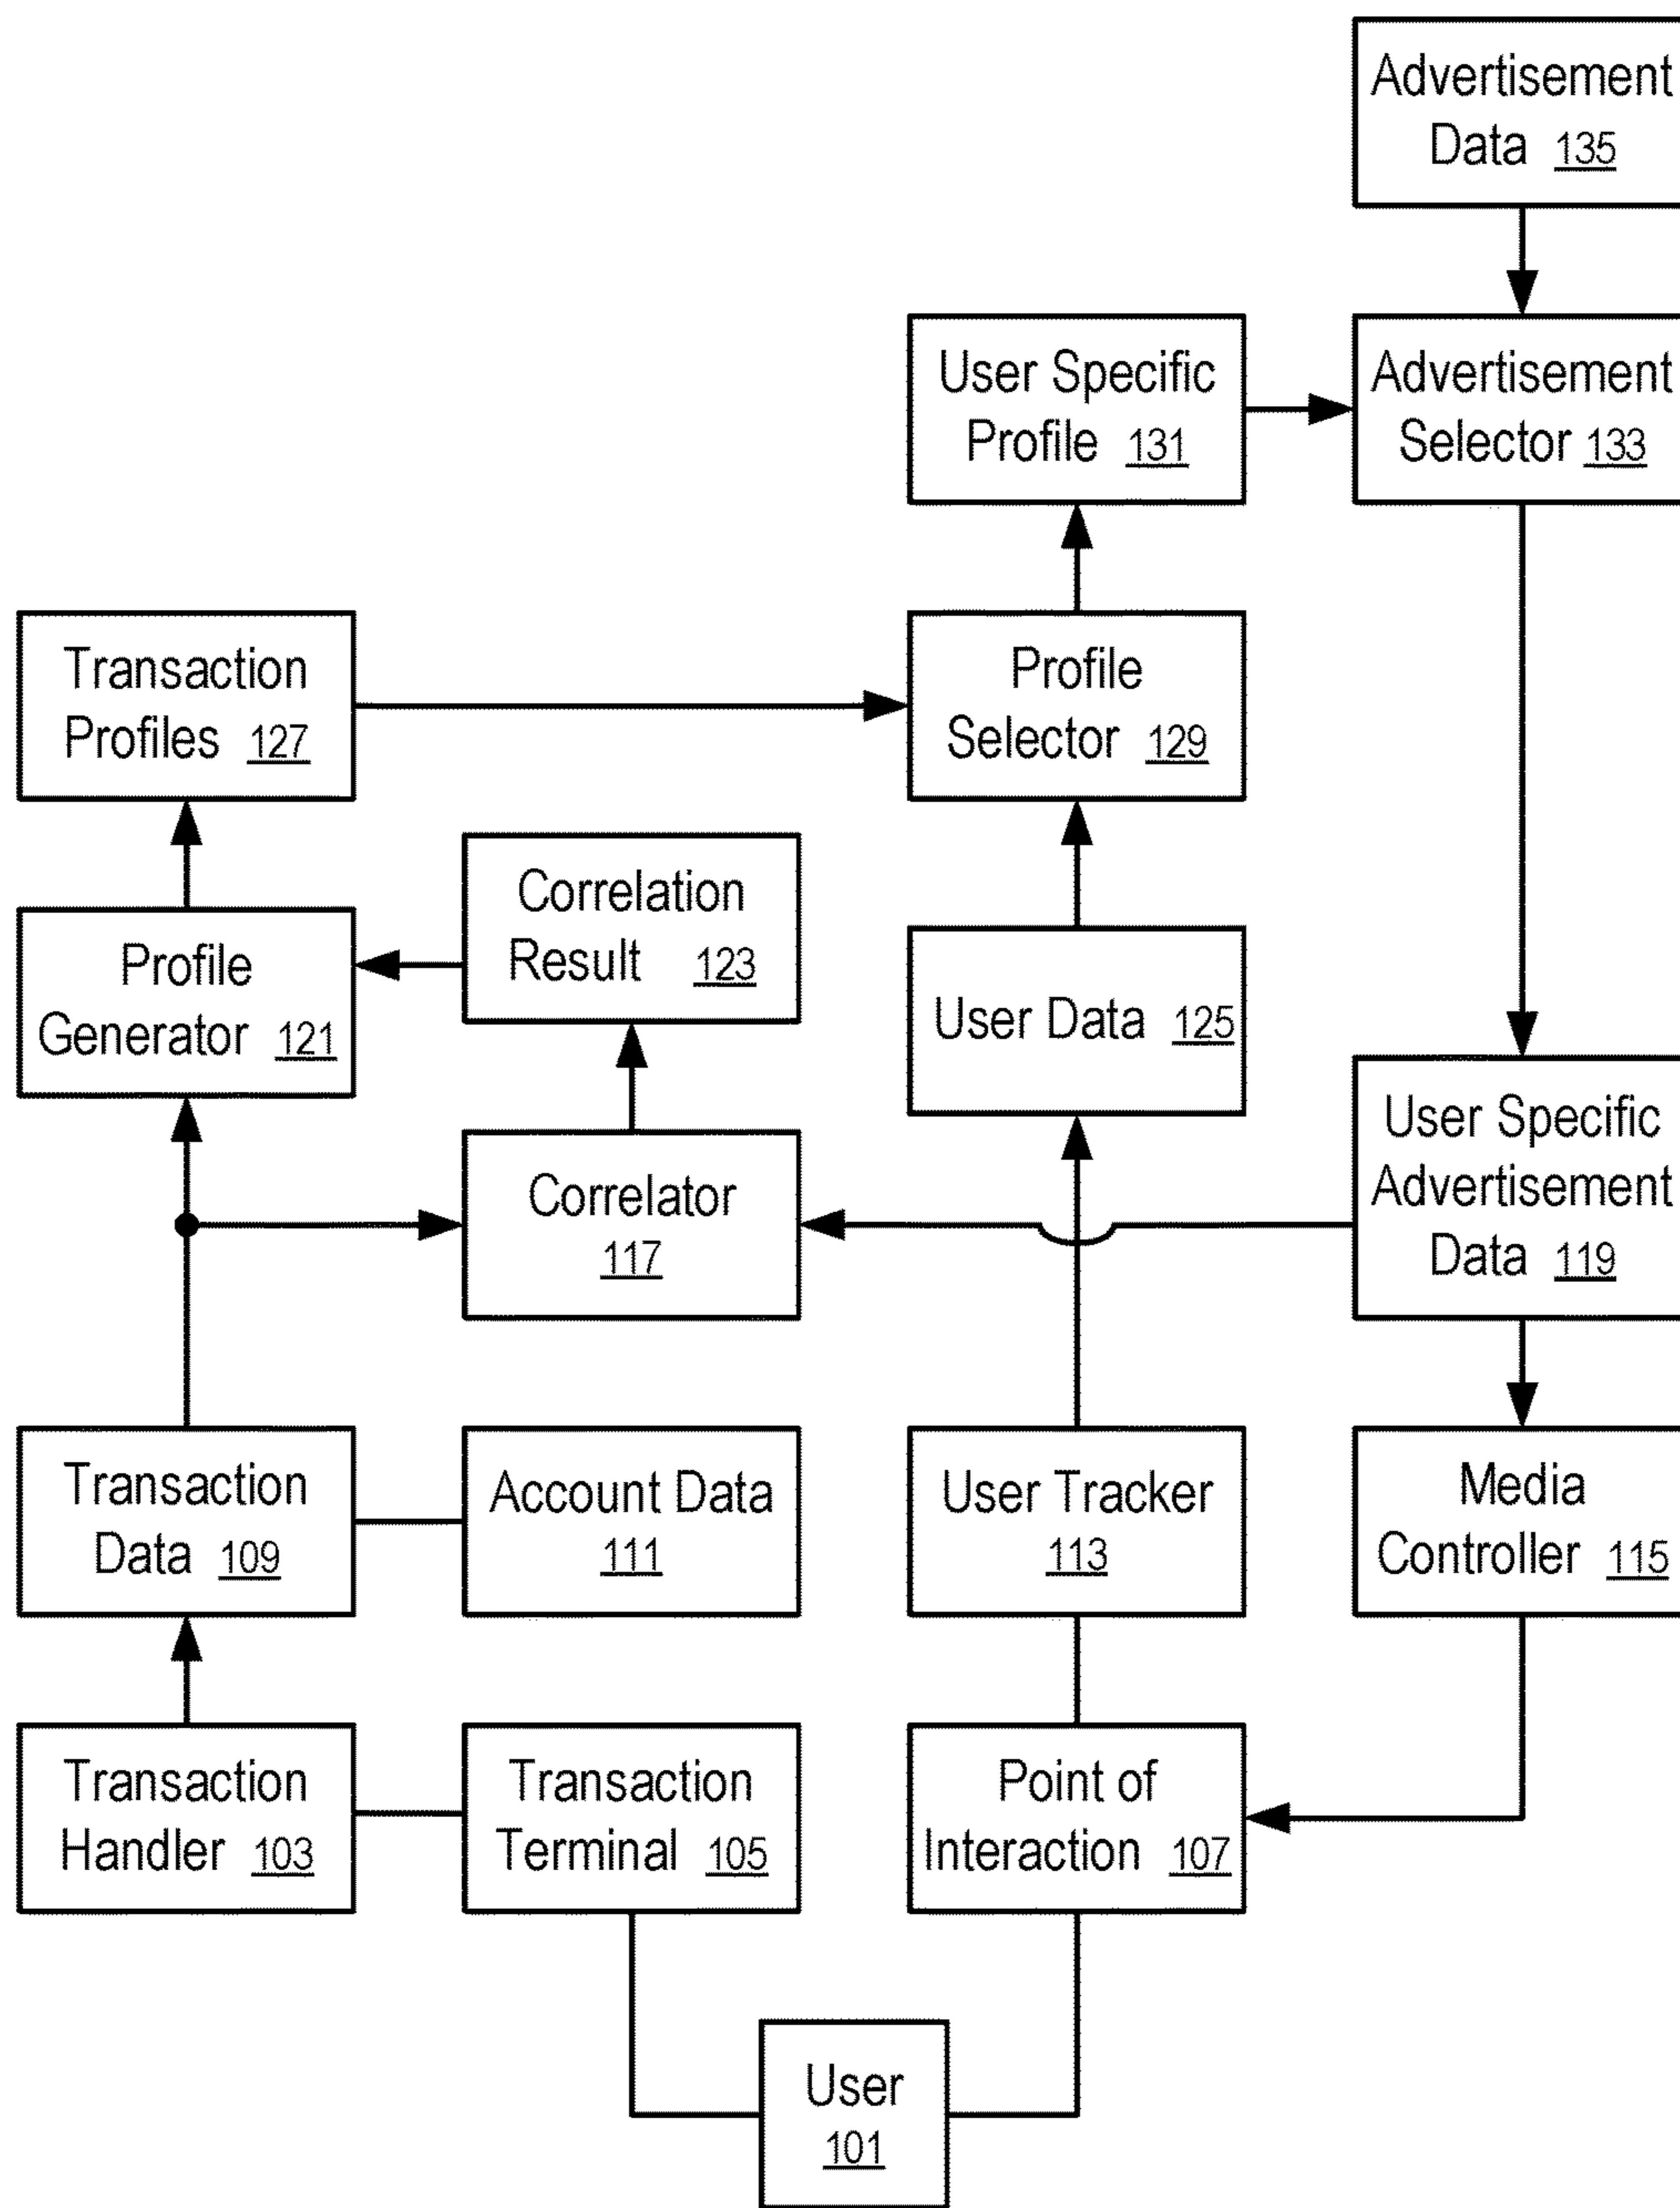 Advertisement
Data 135
User Specific
Profile 131
Advertisement
Selector 133
Transaction
Profiles 127
Profile
Selector 129
Correlation
Result 123
Profile
Generator 121
User Data 125
User Specific
Advertisement
Data 119
Correlator
117
Transaction
Data 109
Account Data
111
User Tracker
113
Media
Controller 115
Transaction
Handler 103
Transaction
Terminal 105
Point of
Interaction 107
User
101